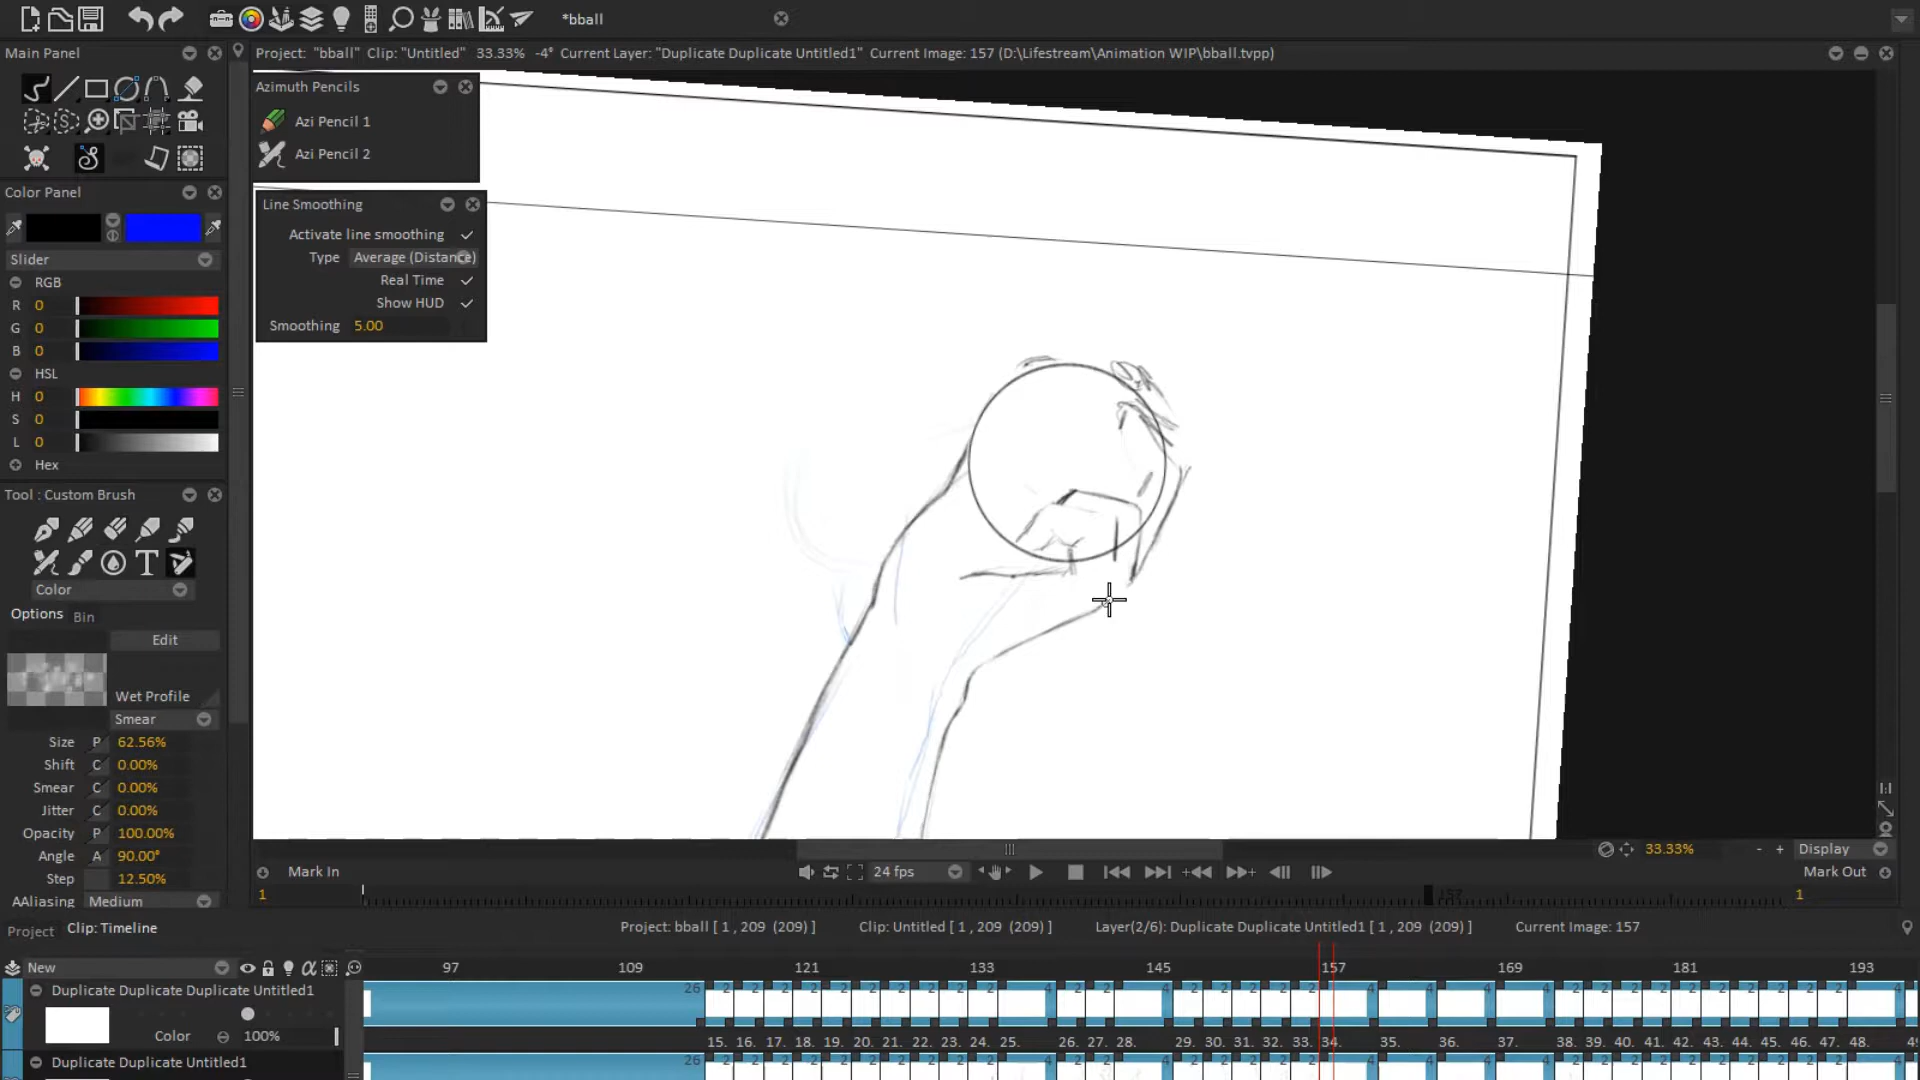 *bball
Main Panel
Project: "bball" Clip: "Untitled" 33.33% -4° Current Layer: "Duplicate Duplicate Untitled1" Current Image: 157 (D:\Lifestream\Animation WIP\bball.tvpp)
Azimuth Pencils
Azi Pencil 1
Azi Pencil 2
Color Panel
Line Smoothing
Activate line smoothing
Type Average (Distance)
Real Time
Show HUD
Smoothing 5.00
Slider
RGB
R 0
G 0
B 0
HSL
H 0
S 0
L 0
Hex
Tool : Custom Brush
Color
Options Bin
Edit
Wet Profile
Smear
Size P 62.56%
Shift C 0.00%
Smear C 0.00%
Jitter C 0.00%
Opacity P 100.00%
Angle A 90.00°
Step 12.50%
AAliasing Medium
33.33% - + Display
Mark In 24 fps Mark Out
1 157 1
Project Clip: Timeline Project: bball [ 1 , 209 (209) ] Clip: Untitled [ 1 , 209 (209) ] Layer(2/6): Duplicate Duplicate Untitled1 [ 1 , 209 (209) ] Current Image: 157
New 97 109 121 133 145 157 169 181 193
Duplicate Duplicate Duplicate Untitled1
Color 100%
15. 16. 17. 18. 19. 20. 21. 22. 23. 24. 25. 26. 27. 28. 29. 30. 31. 32. 33. 34. 35. 36. 37. 38. 39. 40. 41. 42. 43. 44. 45. 46. 47. 48.
Duplicate Duplicate Untitled1